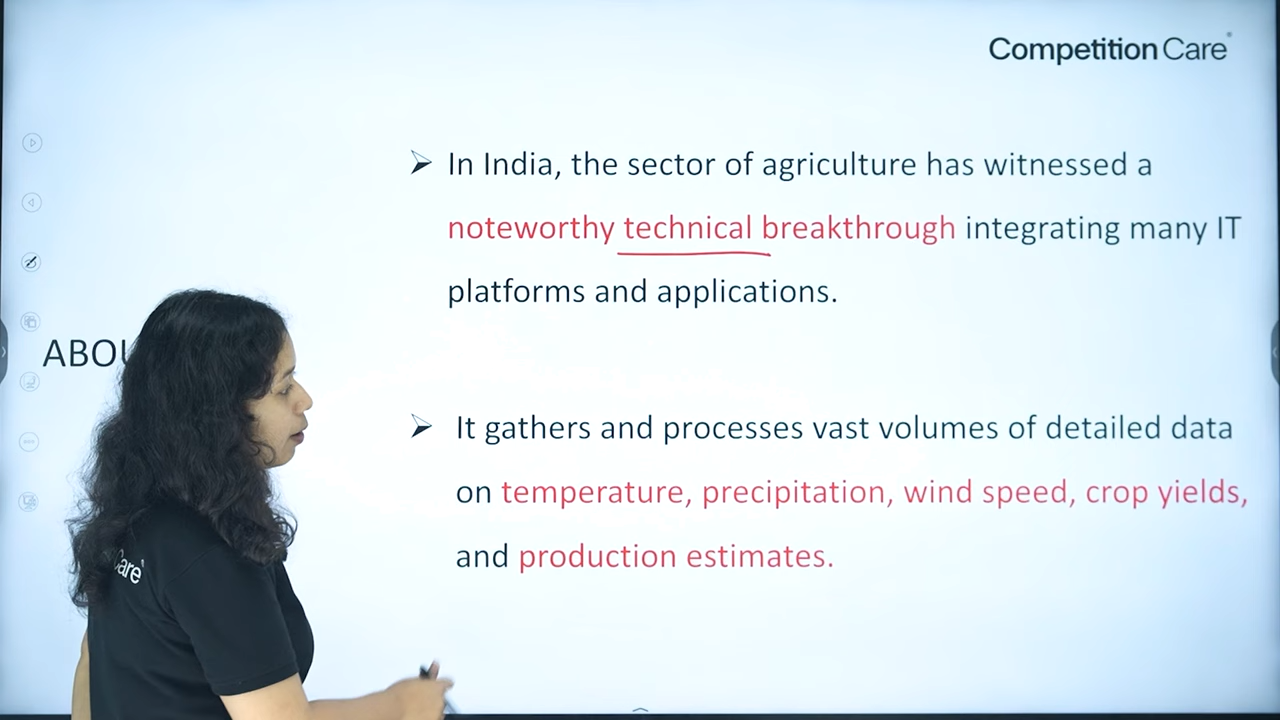 Competition Care
In India, the sector of agriculture has witnessed a
noteworthy technical breakthrough integrating many IT
platforms and applications.
ABOU
It gathers and processes vast volumes of detailed data
on temperature, precipitation, wind speed, crop yields,
and production estimates.
Care